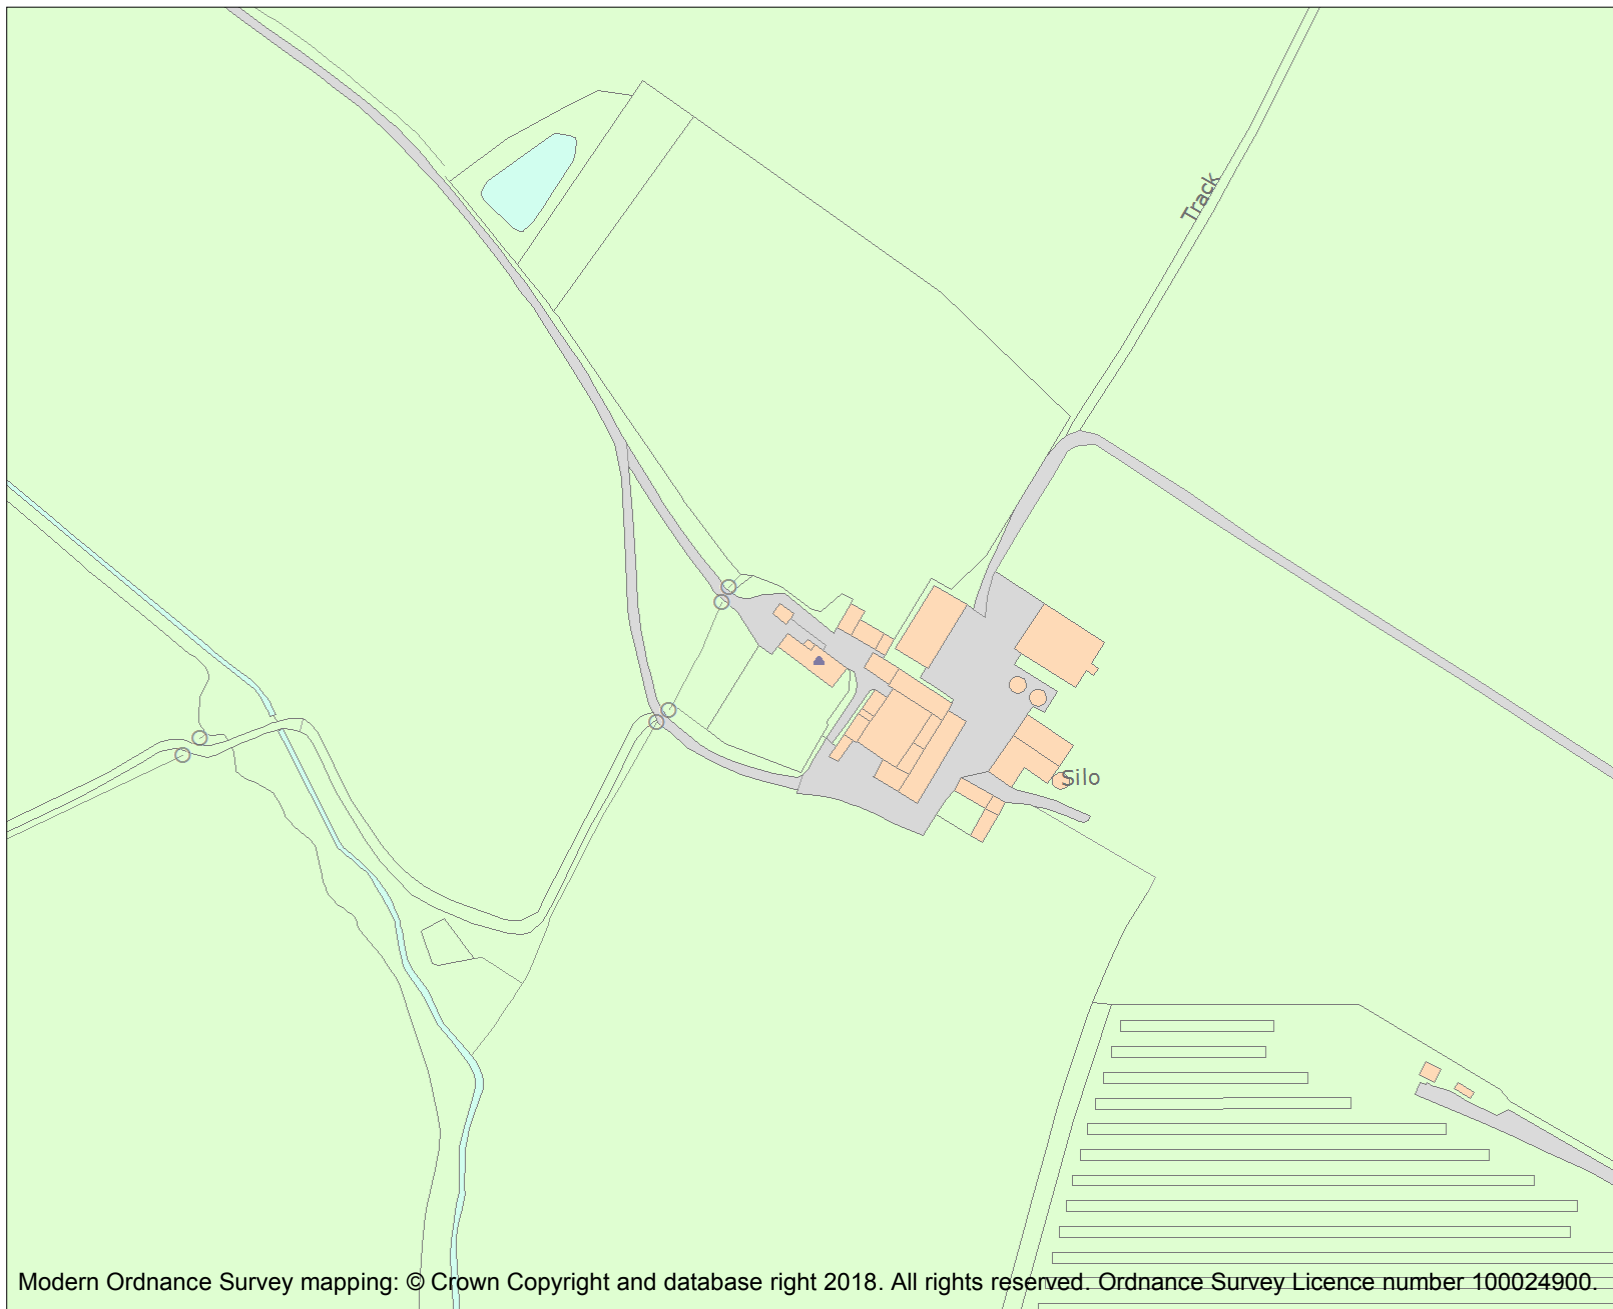 Track
Silo
Modern Ordnance Survey mapping: © Crown Copyright and database right 2018. All rights reserved. Ordnance Survey Licence number 100024900.